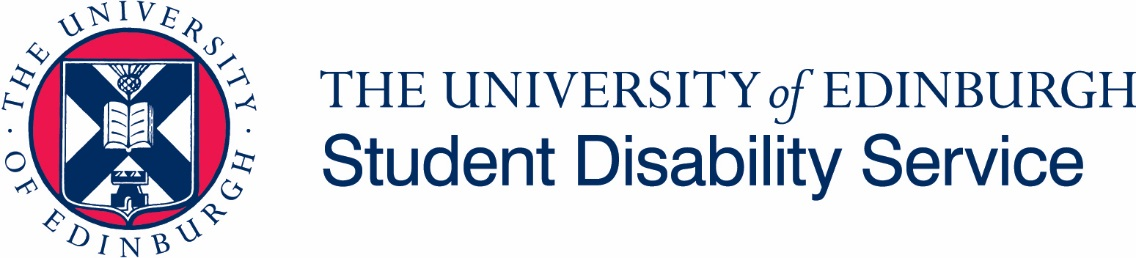 · THE UNIVERSITY ·
OF EDINBURGH
THE UNIVERSITY of EDINBURGH
Student Disability Service